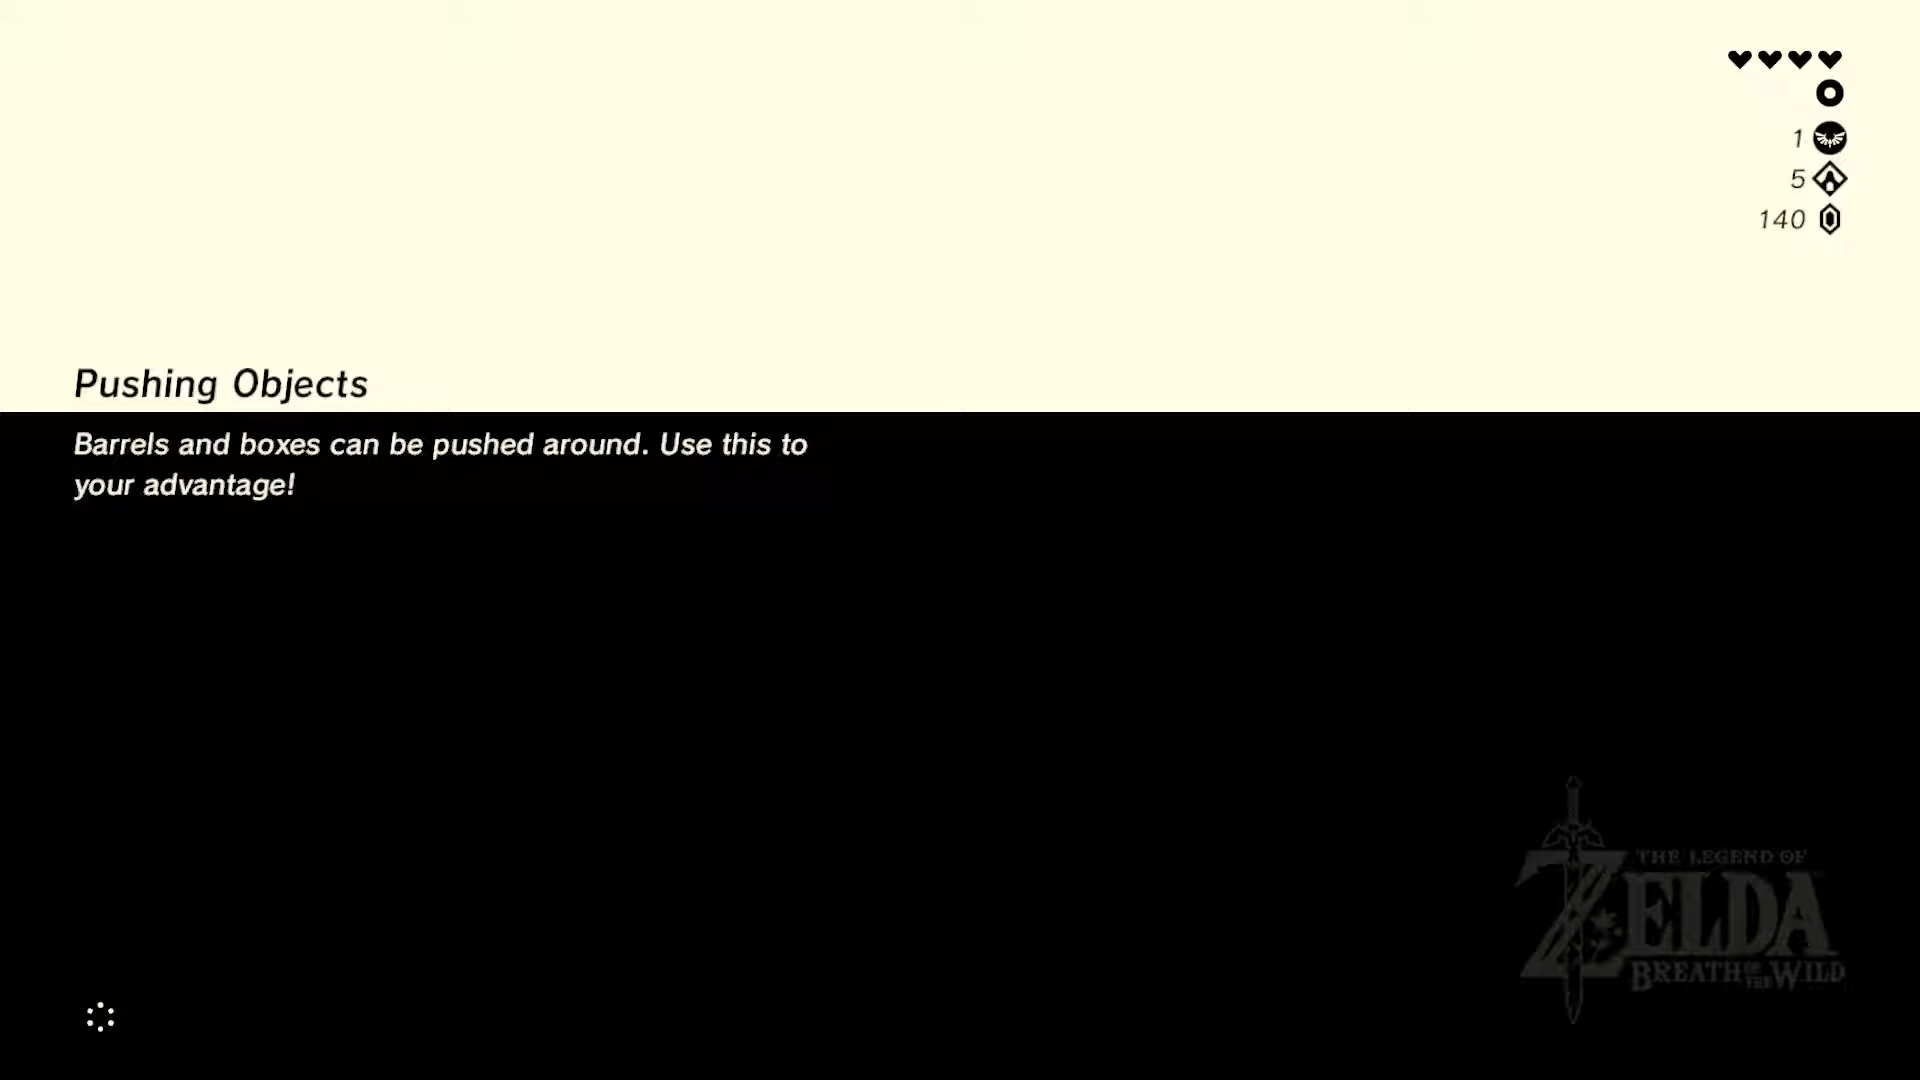 1
5
140
Pushing Objects
Barrels and boxes can be pushed around. Use this to
your advantage!
THE LEGEND OF
ZELDA
BREATH OF THE WILD